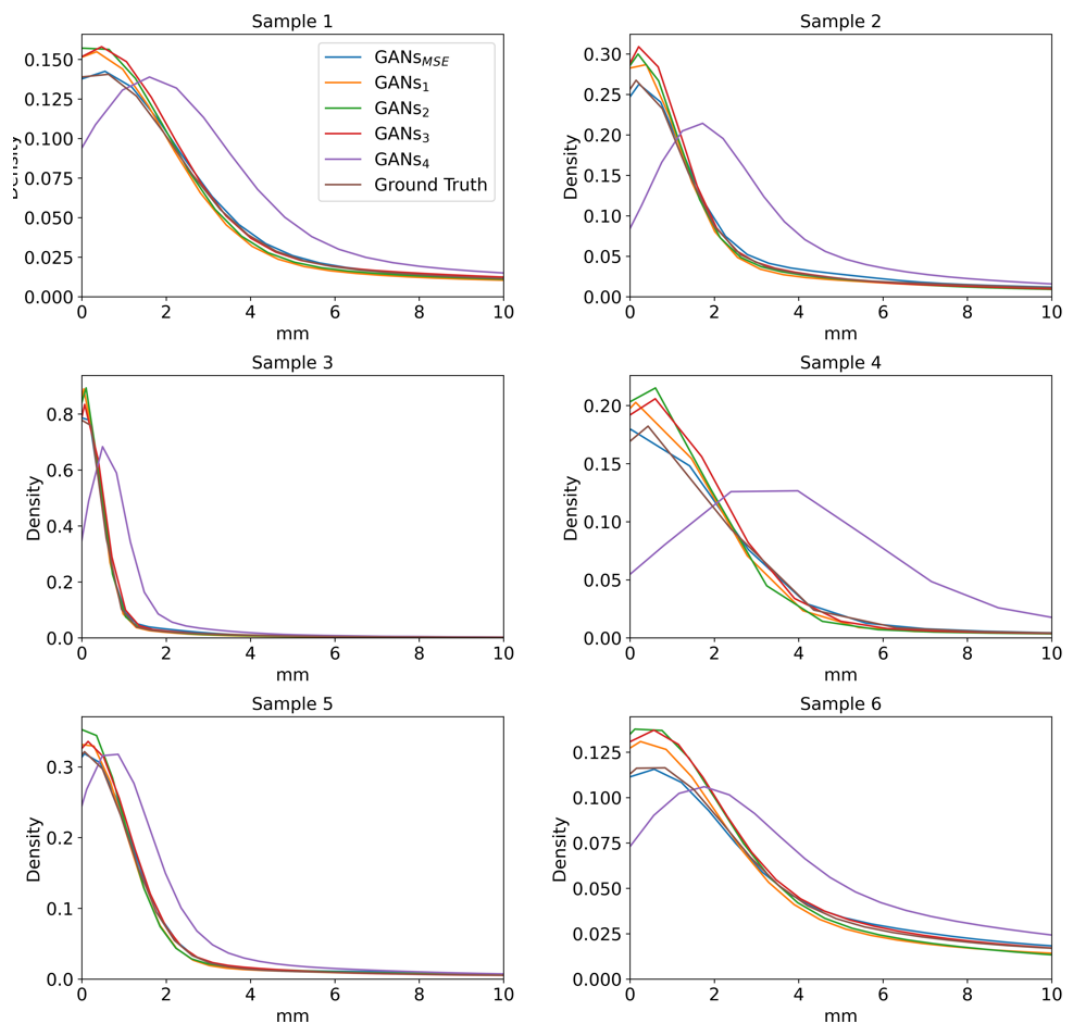 Sample 1
0.150
0.125
0.100
0.075
0.050
0.025
0.000
Density
GANsMSE
GANs1
GANs2
GANs3
GANs4
Ground Truth
0 2 4 6 8 10
mm
Sample 2
0.30
0.25
0.20
0.15
0.10
0.05
0.00
Density
0 2 4 6 8 10
mm
Sample 3
0.8
0.6
0.4
0.2
0.0
Density
0 2 4 6 8 10
mm
Sample 4
0.20
0.15
0.10
0.05
0.00
Density
0 2 4 6 8 10
mm
Sample 5
0.3
0.2
0.1
0.0
Density
0 2 4 6 8 10
mm
Sample 6
0.125
0.100
0.075
0.050
0.025
0.000
Density
0 2 4 6 8 10
mm